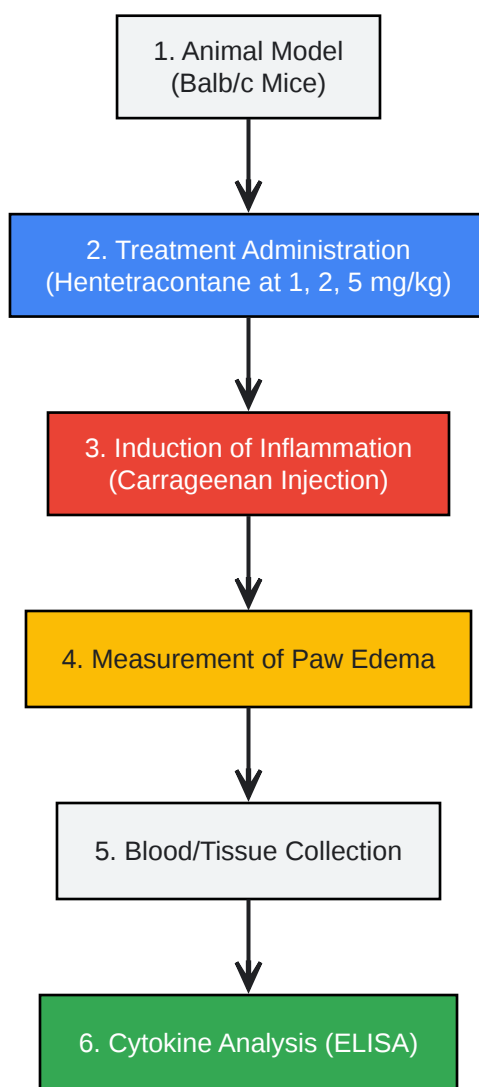 1. Animal Model
(Balb/c Mice)
2. Treatment Administration
(Hentetracontane at 1, 2, 5 mg/kg)
3. Induction of Inflammation
(Carrageenan Injection)
4. Measurement of Paw Edema
5. Blood/Tissue Collection
6. Cytokine Analysis (ELISA)